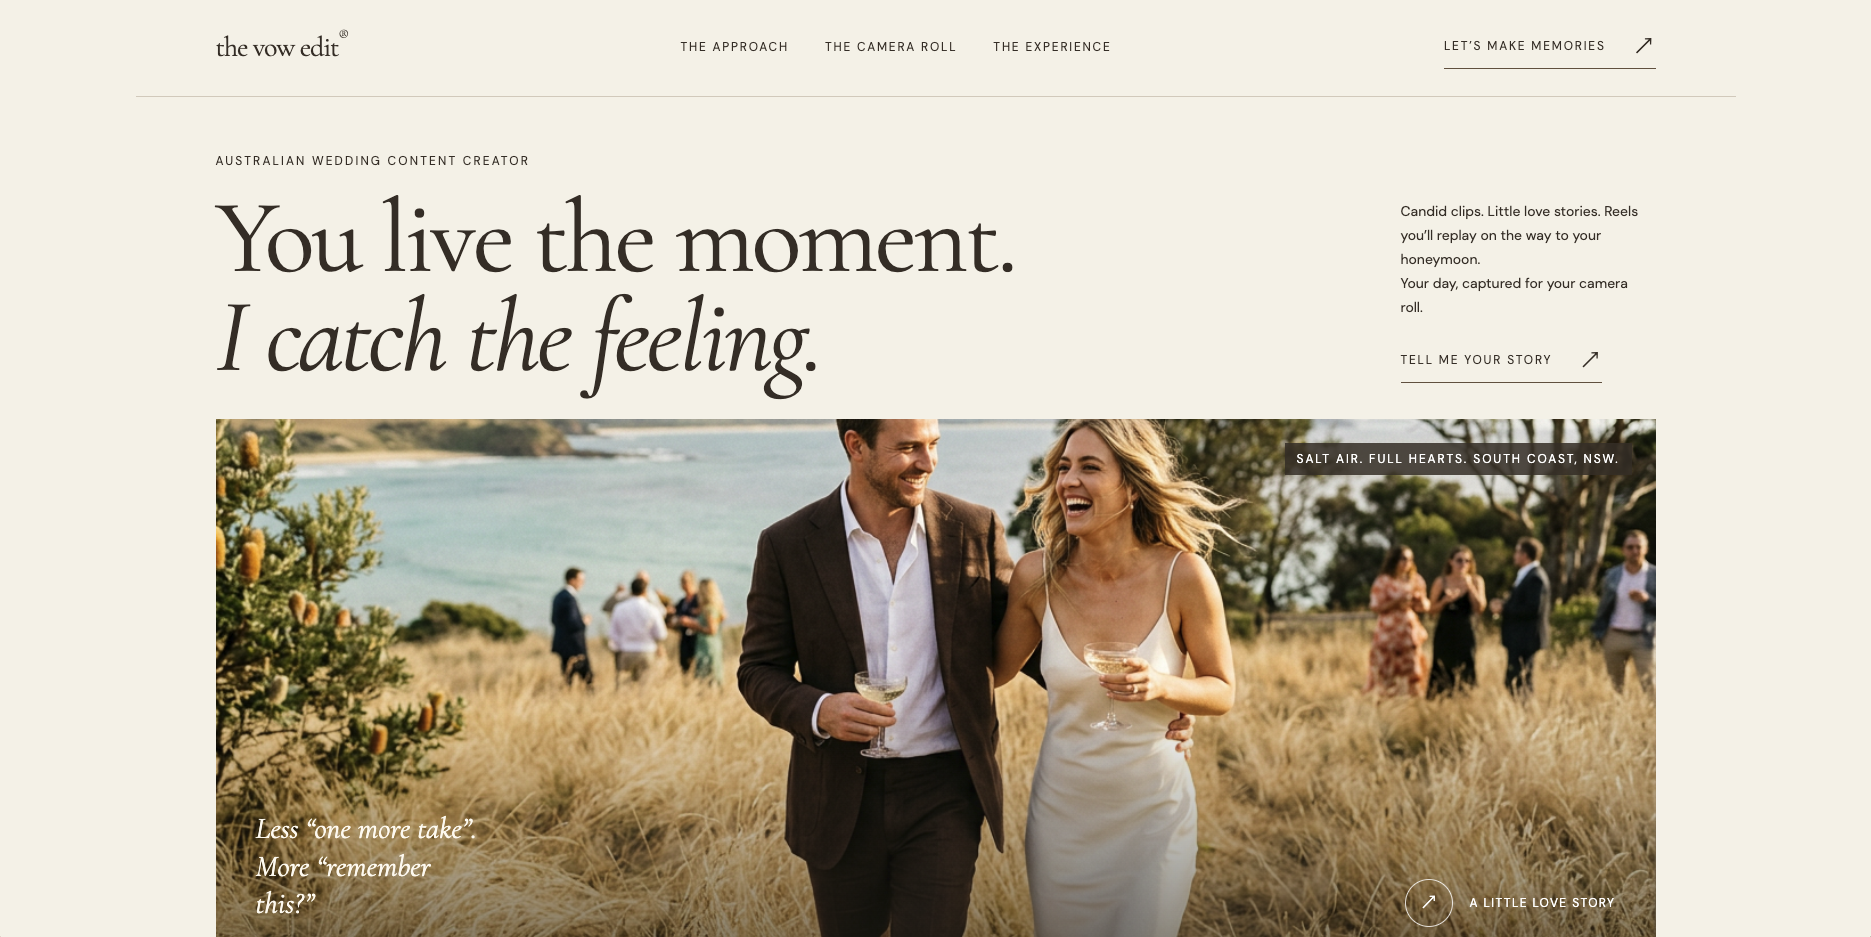 the vow edit®
THE APPROACH
THE CAMERA ROLL
THE EXPERIENCE
LET’S MAKE MEMORIES
AUSTRALIAN WEDDING CONTENT CREATOR
You live the moment.
I catch the feeling.
Candid clips. Little love stories. Reels
you’ll replay on the way to your
honeymoon.
Your day, captured for your camera
roll.
TELL ME YOUR STORY
SALT AIR. FULL HEARTS. SOUTH COAST, NSW.
Less “one more take”.
More “remember
this?”
A LITTLE LOVE STORY